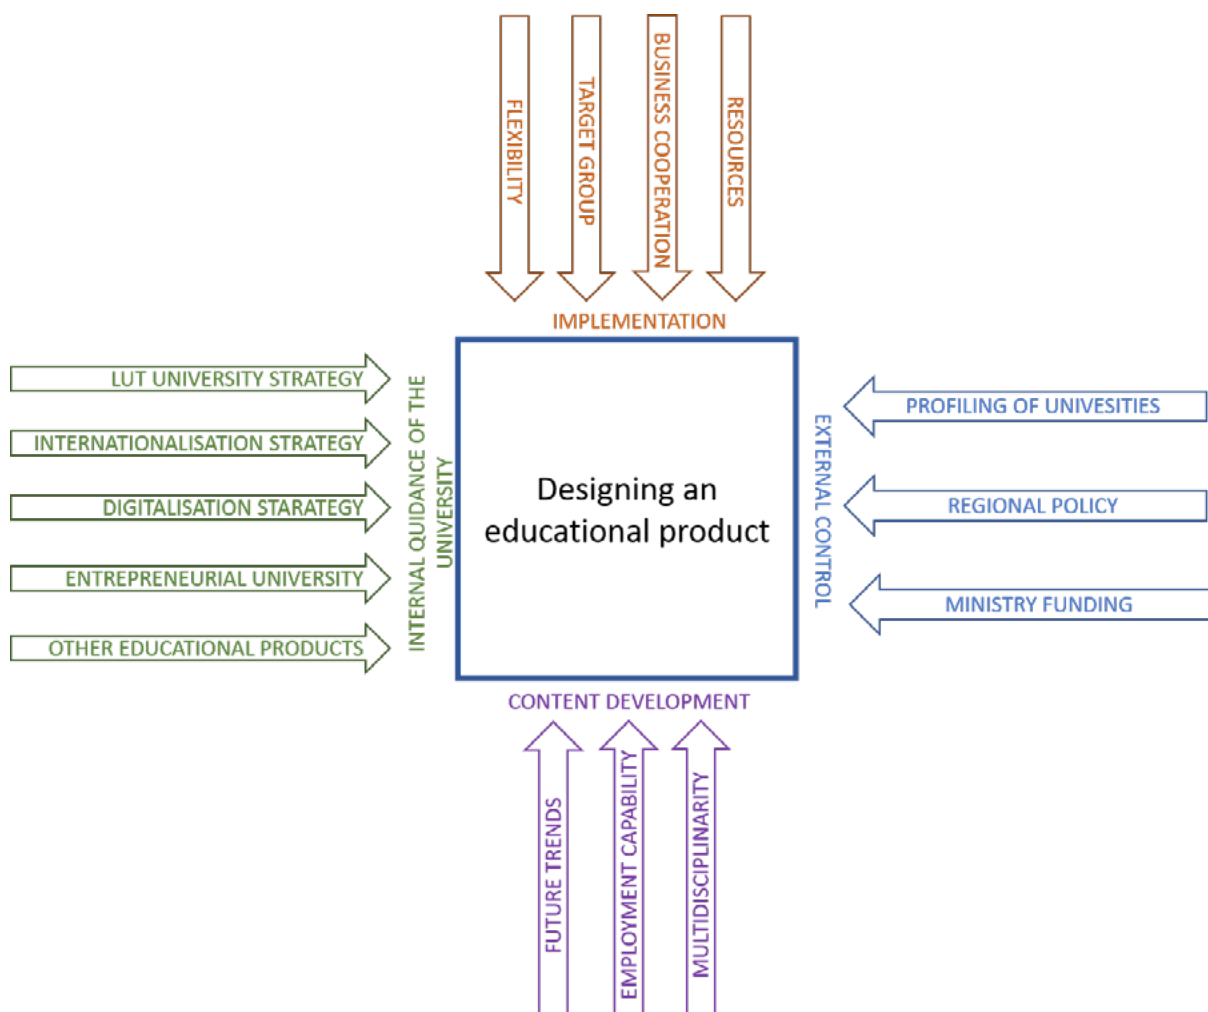 FLEXIBILITY
TARGET GROUP
BUSINESS COOPERATION
RESOURCES
IMPLEMENTATION
LUT UNIVERSITY STRATEGY
INTERNATIONALISATION STRATEGY
DIGITALISATION STARATEGY
ENTREPRENEURIAL UNIVERSITY
OTHER EDUCATIONAL PRODUCTS
INTERNAL QUIDANCE OF THE
UNIVERSITY
Designing an
educational product
EXTERNAL CONTROL
PROFILING OF UNIVESITIES
REGIONAL POLICY
MINISTRY FUNDING
CONTENT DEVELOPMENT
FUTURE TRENDS
EMPLOYMENT CAPABILITY
MULTIDISCIPLINARITY